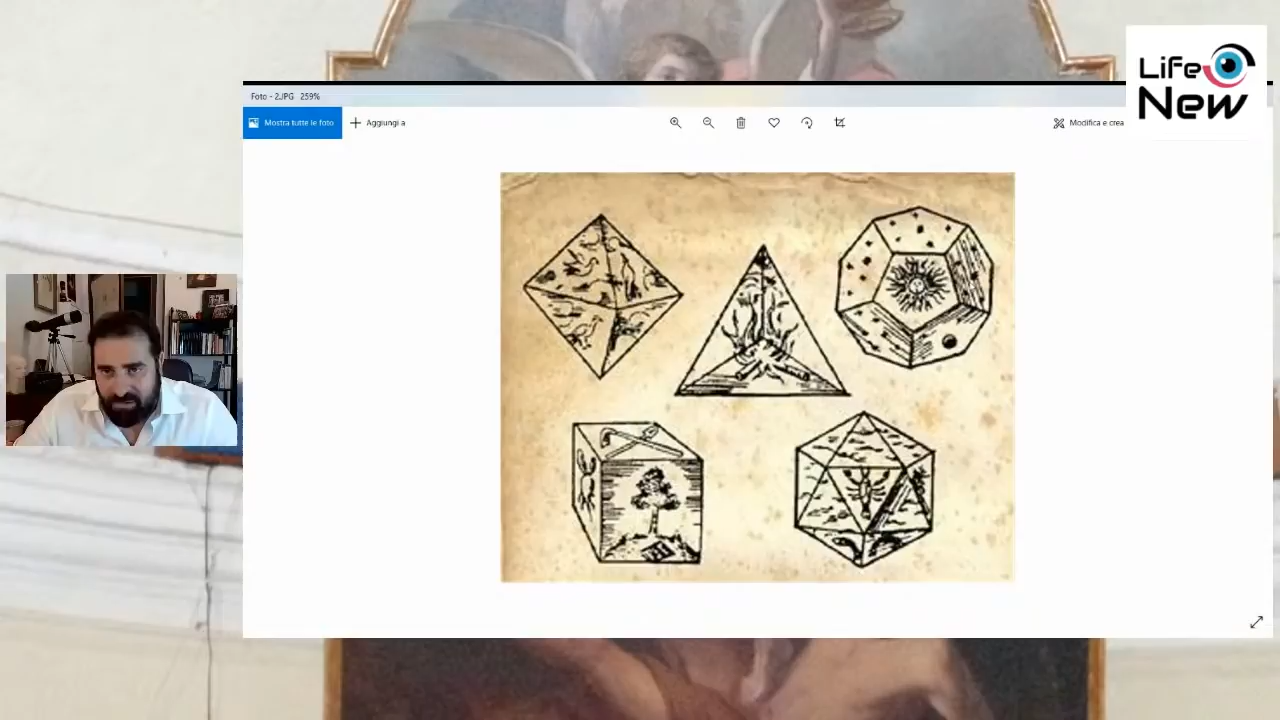 LiFe
New
Foto - 2.JPG 259%
Mostra tutte le foto
Aggiungi a
Modifica e crea